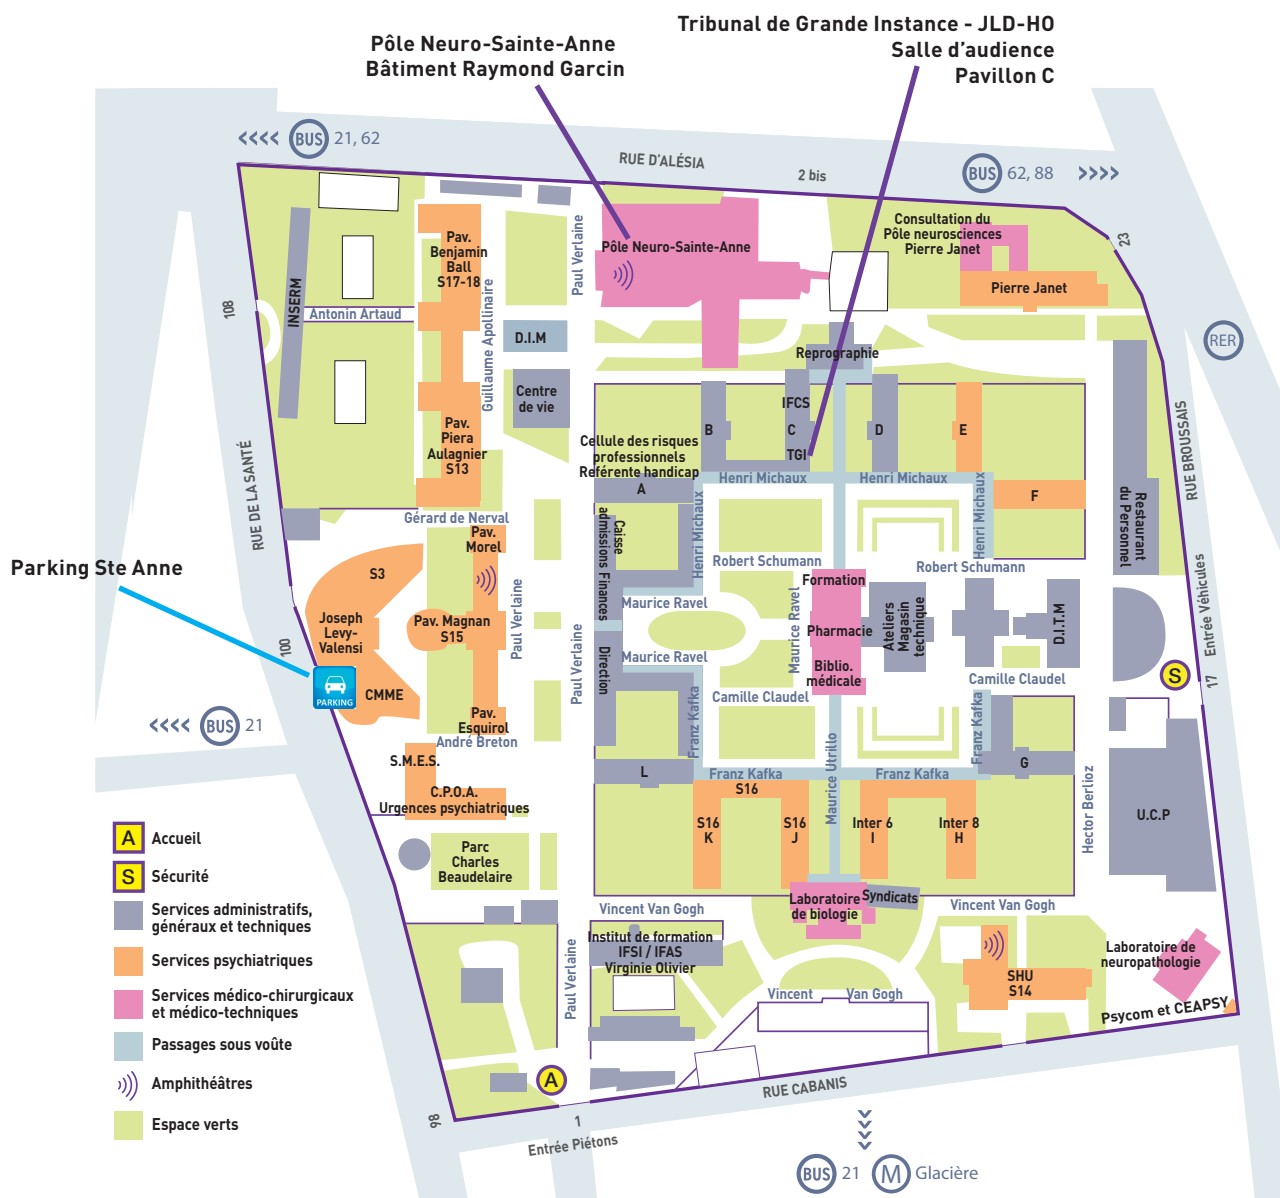 Tribunal de Grande Instance - JLD-HO
Salle d'audience
Pavillon C
Pôle Neuro-Sainte-Anne
Bâtiment Raymond Garcin
BUS 21, 62
RUE D'ALÉSIA
2 bis
BUS 62, 88
23
Consultation du
Pôle neurosciences
Pierre Janet
Pierre Janet
Pôle Neuro-Sainte-Anne
Paul Verlaine
Pav.
Benjamin
Ball
S17-18
INSERM
108
Antonin Artaud
Guillaume Apollinaire
D.I.M
Centre
de vie
Reprographie
RER
RUE BROUSSAIS
IFCS
B
C
TGI
D
E
F
Pav.
Piera
Aulagnier
S13
Cellule des risques
professionnels
Référente handicap
A
Henri Michaux
Henri Michaux
Henri Michaux
Henri Michaux
Restaurant
du Personnel
RUE DE LA SANTÉ
Gérard de Nerval
Pav.
Morel
Caisse
admissions Finances
Robert Schumann
Robert Schumann
Parking Ste Anne
S3
Joseph
Levy-
Valensi
100
Pav. Magnan
S15
Paul Verlaine
Paul Verlaine
Maurice Ravel
Maurice Ravel
Maurice Ravel
Formation
Pharmacie
Biblio.
médicale
Ateliers
Magasin
technique
D.I.T.M
Entrée Véhicules
17
S
Direction
PARKING
CMME
Camille Claudel
Camille Claudel
Pav.
Esquirol
André Breton
BUS 21
Franz Kafka
Franz Kafka
Franz Kafka
Franz Kafka
Maurice Utrillo
S.M.E.S.
C.P.O.A.
Urgences psychiatriques
L
G
S16
S16
K
S16
J
Inter 6
I
Inter 8
H
Hector Berlioz
U.C.P
Parc
Charles
Beaudelaire
A Accueil
S Sécurité
Services administratifs,
généraux et techniques
Services psychiatriques
Services médico-chirurgicaux
et médico-techniques
Passages sous voûte
Amphithéâtres
Espace verts
Laboratoire
de biologie
Syndicats
Vincent Van Gogh
Vincent Van Gogh
Institut de formation
IFSI / IFAS
Virginie Olivier
Paul Verlaine
Vincent Van Gogh
SHU
S14
Laboratoire de
neuropathologie
Psycom et CEAPSY
A
RUE CABANIS
86
1
Entrée Piétons
BUS 21 M Glacière